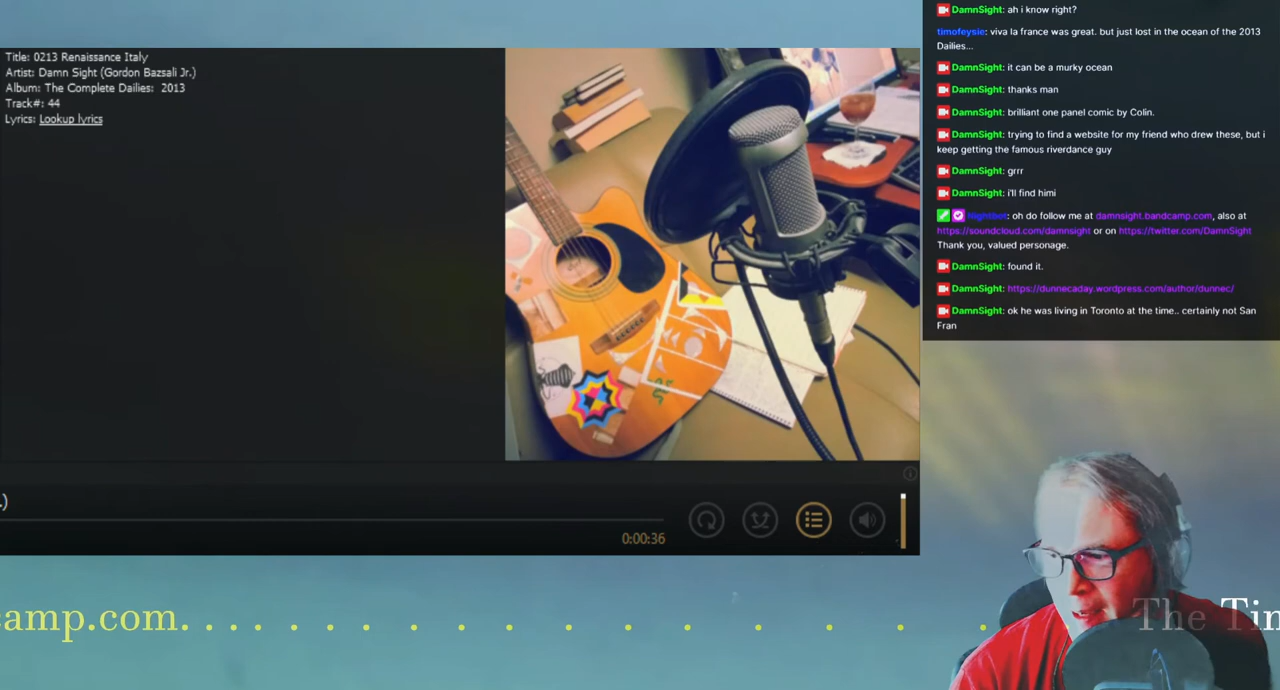 Title: 0213 Renaissance Italy
Artist: Damn Sight (Gordon Bazsali Jr.)
Album: The Complete Dailies: 2013
Track#: 44
Lyrics: Lookup lyrics
.)
0:00:36
DamnSight: ah i know right?
timofeysie: viva la france was great. but just lost in the ocean of the 2013
Dailies...
DamnSight: it can be a murky ocean
DamnSight: thanks man
DamnSight: brilliant one panel comic by Colin.
DamnSight: trying to find a website for my friend who drew these, but i
keep getting the famous riverdance guy
DamnSight: grrr
DamnSight: i'll find himi
Nightbot: oh do follow me at damnsight.bandcamp.com, also at
https://soundcloud.com/damnsight or on https://twitter.com/DamnSight
Thank you, valued personage.
DamnSight: found it.
DamnSight: https://dunnecaday.wordpress.com/author/dunnec/
DamnSight: ok he was living in Toronto at the time.. certainly not San
Fran
camp.com. . . . . . . . . . . . . . . . The Tin